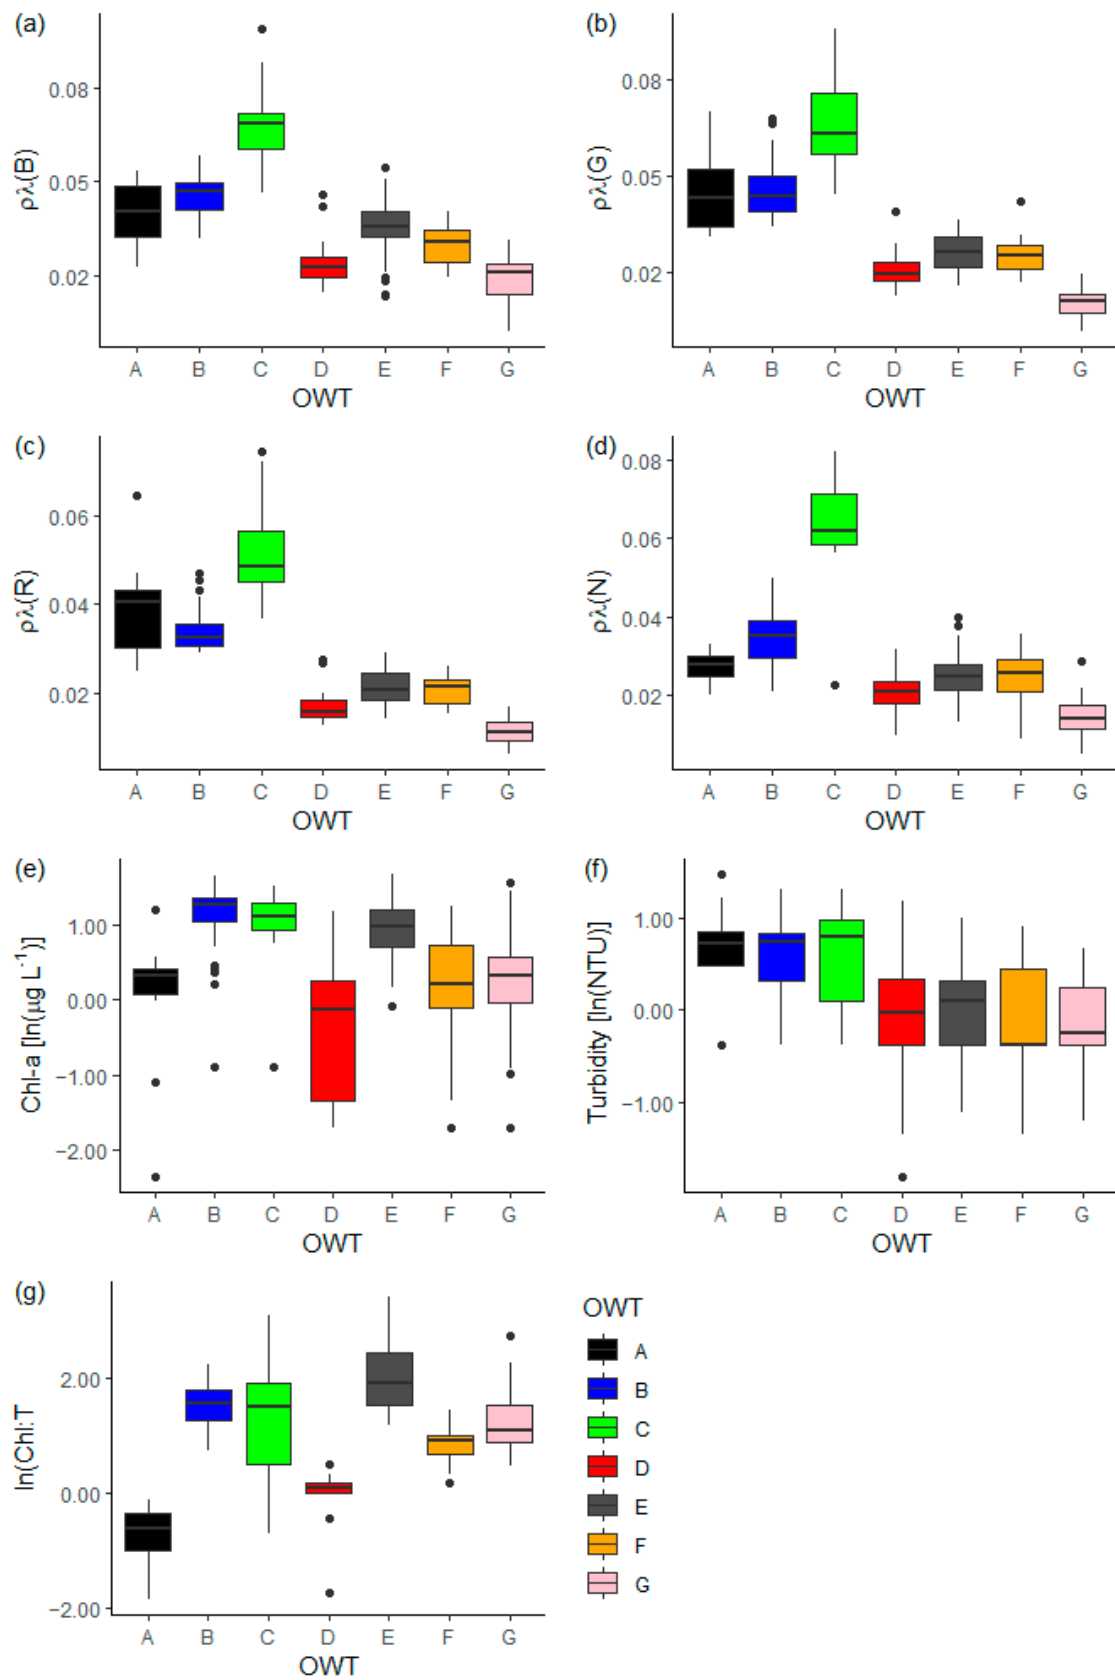 (a)
ρλ(B)
0.08
0.05
0.02
A B C D E F G
OWT
(b)
ρλ(G)
0.08
0.05
0.02
A B C D E F G
OWT
(c)
ρλ(R)
0.06
0.04
0.02
A B C D E F G
OWT
(d)
ρλ(N)
0.08
0.06
0.04
0.02
A B C D E F G
OWT
(e)
Chl-a [ln(μg L⁻¹)]
1.00
0.00
−1.00
−2.00
A B C D E F G
OWT
(f)
Turbidity [ln(NTU)]
1.00
0.00
−1.00
A B C D E F G
OWT
(g)
ln(Chl:T
2.00
0.00
−2.00
A B C D E F G
OWT
OWT
A
B
C
D
E
F
G